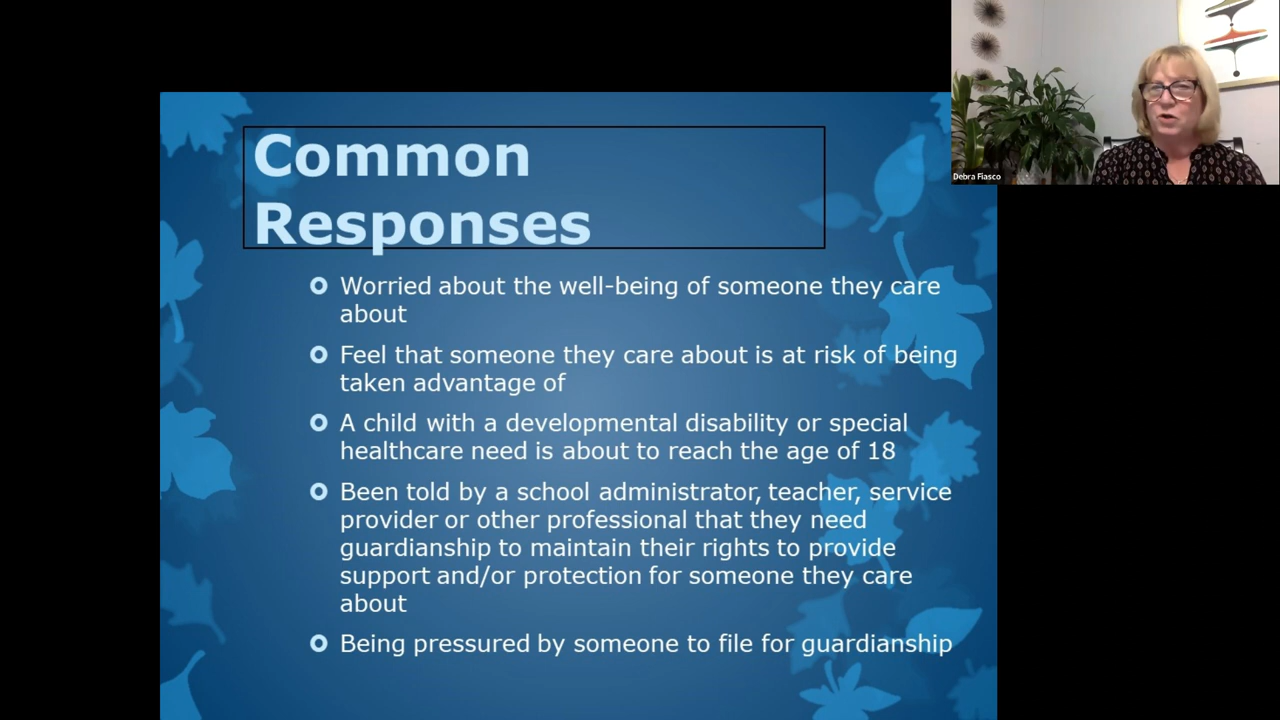 Common
Responses
Worried about the well-being of someone they care
about
Feel that someone they care about is at risk of being
taken advantage of
A child with a developmental disability or special
healthcare need is about to reach the age of 18
Been told by a school administrator, teacher, service
provider or other professional that they need
guardianship to maintain their rights to provide
support and/or protection for someone they care
about
Being pressured by someone to file for guardianship
Debra Fiasco